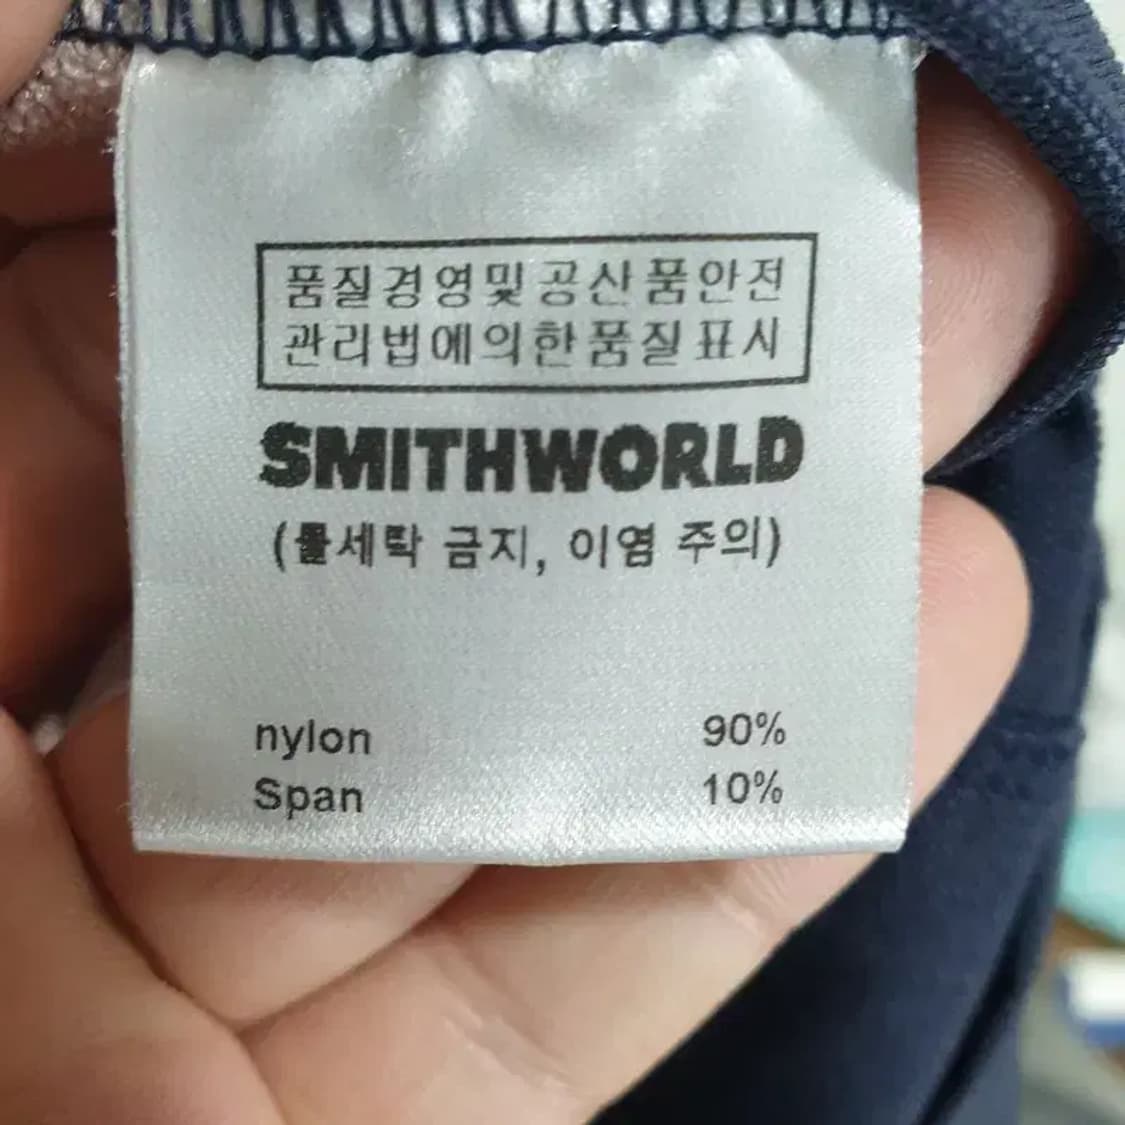 품질경영및공산품안전
관리법에의한품질표시
SMITHWORLD
(물세탁 금지, 이염 주의)
nylon 90%
Span 10%